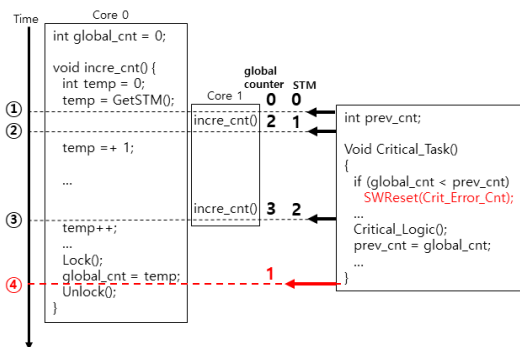 Time
Core 0
int global_cnt = 0;
void incre_cnt() {
int temp = 0;
temp = GetSTM();
temp =+ 1;
...
temp++;
...
Lock();
global_cnt = temp;
Unlock();
}
①
②
③
④
Core 1
incre_cnt()
incre_cnt()
global
counter STM
0 0
2 1
3 2
1
int prev_cnt;
Void Critical_Task()
{
if (global_cnt < prev_cnt)
SWReset(Crit_Error_Cnt);
...
Critical_Logic();
prev_cnt = global_cnt;
...
}